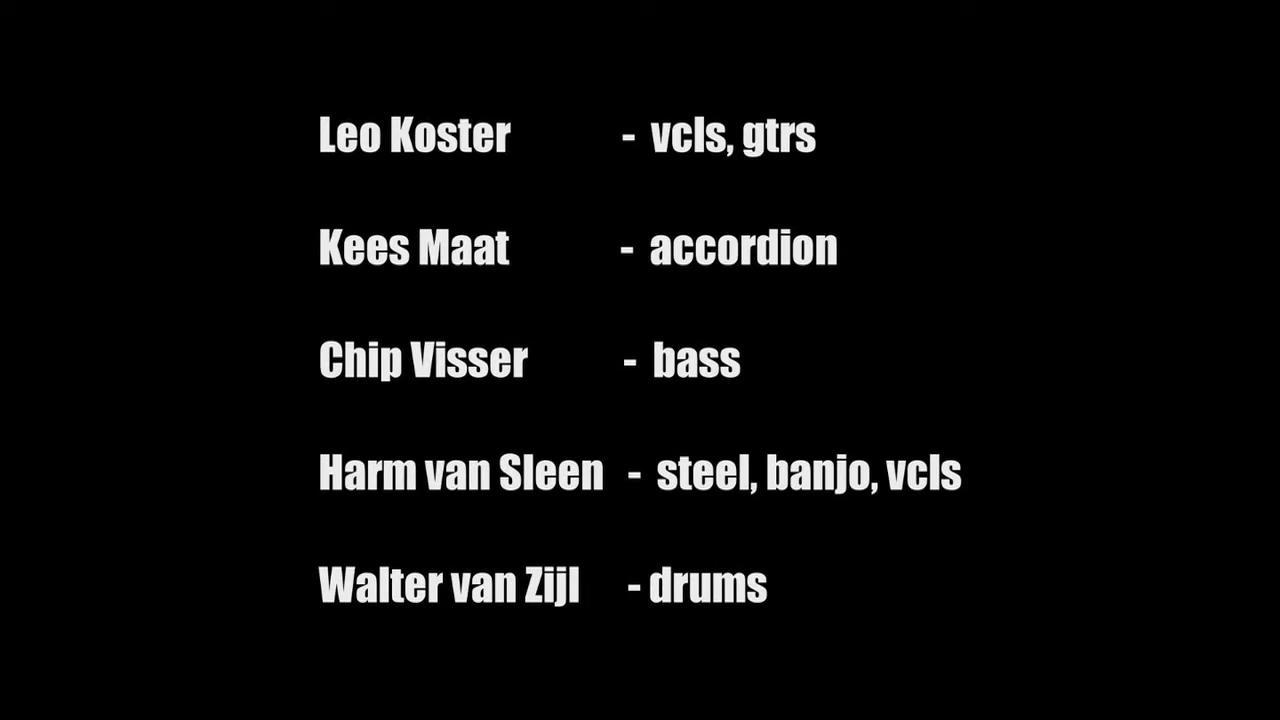 Leo Koster - vcls, gtrs
Kees Maat - accordion
Chip Visser - bass
Harm van Sleen - steel, banjo, vcls
Walter van Zijl - drums